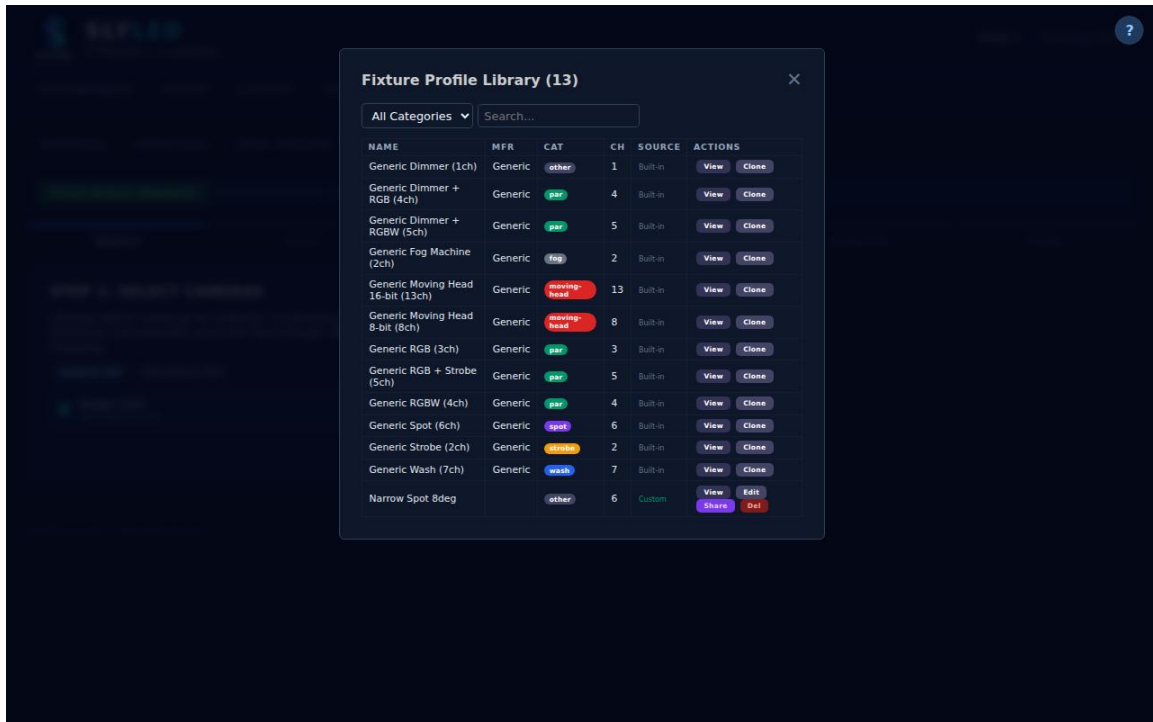 SLYLED
?
Fixture Profile Library (13)
✕
All Categories
Search...
NAME MFR CAT CH SOURCE ACTIONS
Generic Dimmer (1ch) Generic other 1 Built-in View Clone
Generic Dimmer +
RGB (4ch) Generic par 4 Built-in View Clone
Generic Dimmer +
RGBW (5ch) Generic par 5 Built-in View Clone
Generic Fog Machine
(2ch) Generic fog 2 Built-in View Clone
Generic Moving Head
16-bit (13ch) Generic moving-
head 13 Built-in View Clone
Generic Moving Head
8-bit (8ch) Generic moving-
head 8 Built-in View Clone
Generic RGB (3ch) Generic par 3 Built-in View Clone
Generic RGB + Strobe
(5ch) Generic par 5 Built-in View Clone
Generic RGBW (4ch) Generic par 4 Built-in View Clone
Generic Spot (6ch) Generic spot 6 Built-in View Clone
Generic Strobe (2ch) Generic strobe 2 Built-in View Clone
Generic Wash (7ch) Generic wash 7 Built-in View Clone
Narrow Spot 8deg other 6 Custom View Edit
Share Del
STEP 1: SELECT CAMERAS